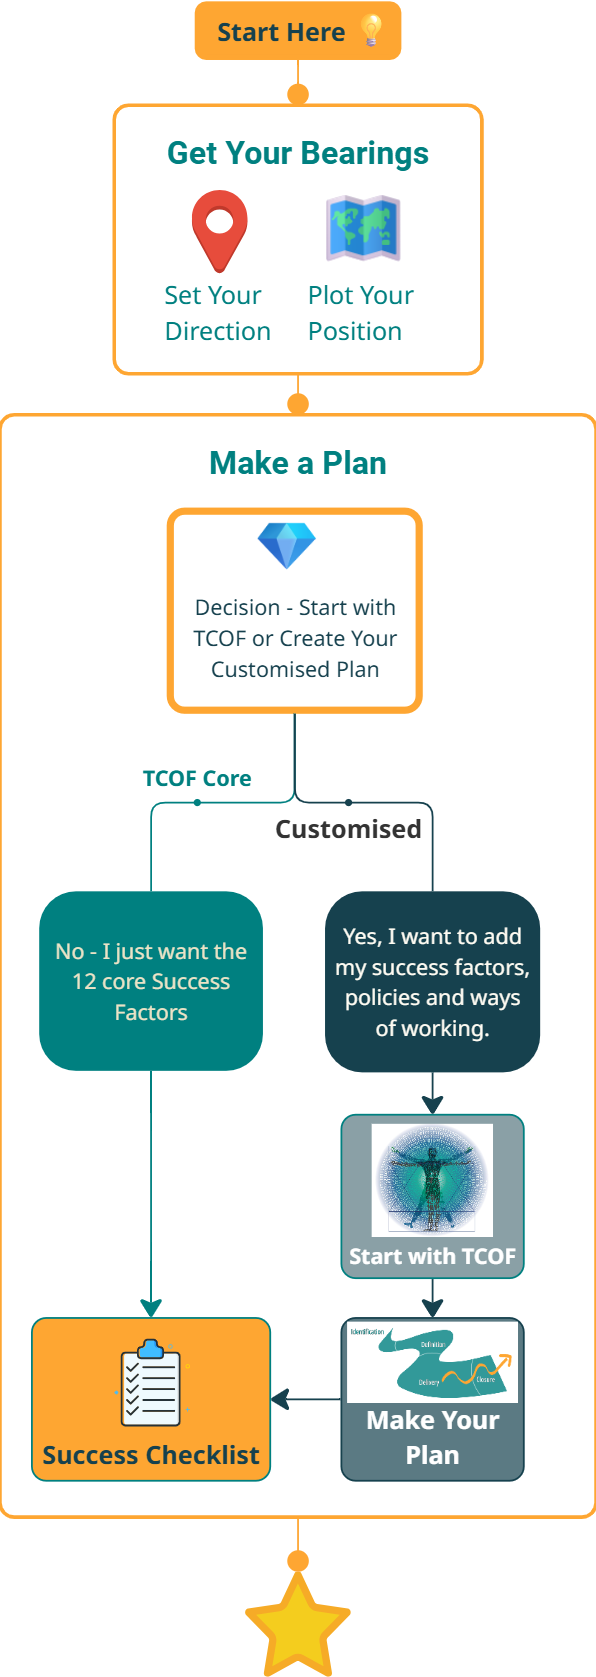 Start Here
Get Your Bearings
Set Your
Direction
Plot Your
Position
Make a Plan
Decision - Start with
TCOF or Create Your
Customised Plan
TCOF Core
Customised
No - I just want the
12 core Success
Factors
Yes, I want to add
my success factors,
policies and ways
of working.
Start with TCOF
Identification
Definition
Delivery
Closure
Make Your
Plan
Success Checklist